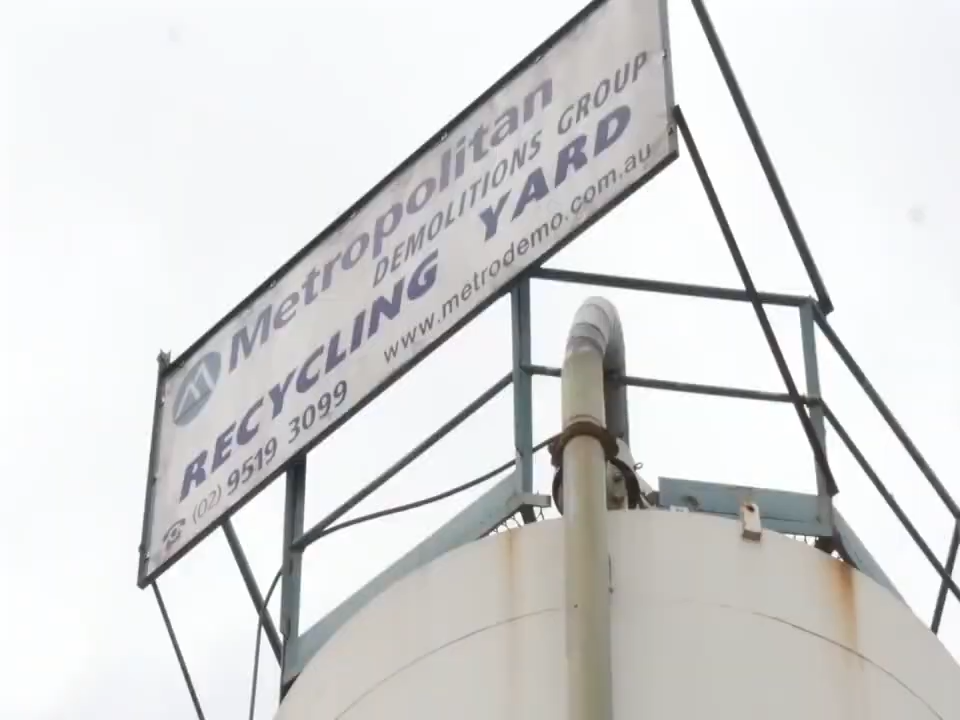 Metropolitan
DEMOLITIONS GROUP
RECYCLING YARD
(02) 9519 3099 www.metrodemo.com.au